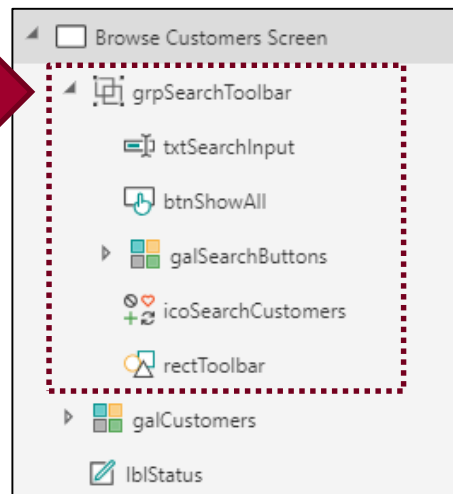 Browse Customers Screen
grpSearchToolbar
txtSearchInput
btnShowAll
galSearchButtons
icoSearchCustomers
rectToolbar
galCustomers
lblStatus